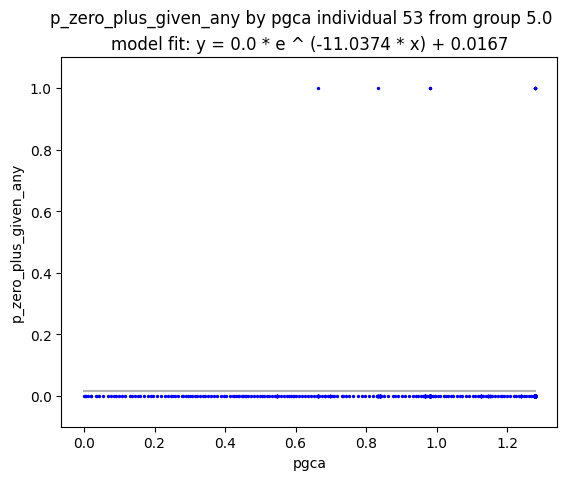 p_zero_plus_given_any by pgca individual 53 from group 5.0
model fit: y = 0.0 * e ^ (-11.0374 * x) + 0.0167
1.0
0.8
0.6
0.4
0.2
0.0
p_zero_plus_given_any
0.0 0.2 0.4 0.6 0.8 1.0 1.2
pgca